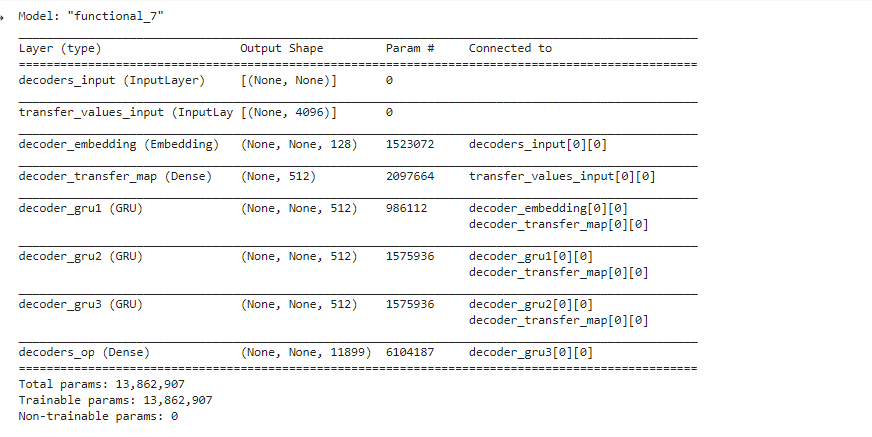 Model: "functional_7"
Layer (type) Output Shape Param # Connected to
decoders_input (InputLayer) [(None, None)] 0
transfer_values_input (InputLay [(None, 4096)] 0
decoder_embedding (Embedding) (None, None, 128) 1523072 decoders_input[0][0]
decoder_transfer_map (Dense) (None, 512) 2097664 transfer_values_input[0][0]
decoder_gru1 (GRU) (None, None, 512) 986112 decoder_embedding[0][0]
decoder_transfer_map[0][0]
decoder_gru2 (GRU) (None, None, 512) 1575936 decoder_gru1[0][0]
decoder_transfer_map[0][0]
decoder_gru3 (GRU) (None, None, 512) 1575936 decoder_gru2[0][0]
decoder_transfer_map[0][0]
decoders_op (Dense) (None, None, 11899) 6104187 decoder_gru3[0][0]
Total params: 13,862,907
Trainable params: 13,862,907
Non-trainable params: 0